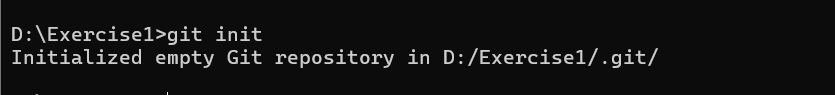 D:\Exercise1>git init
Initialized empty Git repository in D:/Exercise1/.git/